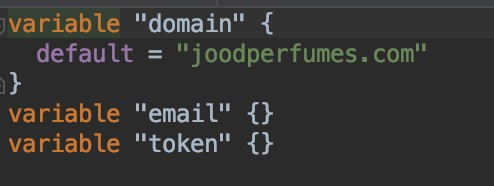 variable "domain" {
  default = "joodperfumes.com"
}
variable "email" {}
variable "token" {}